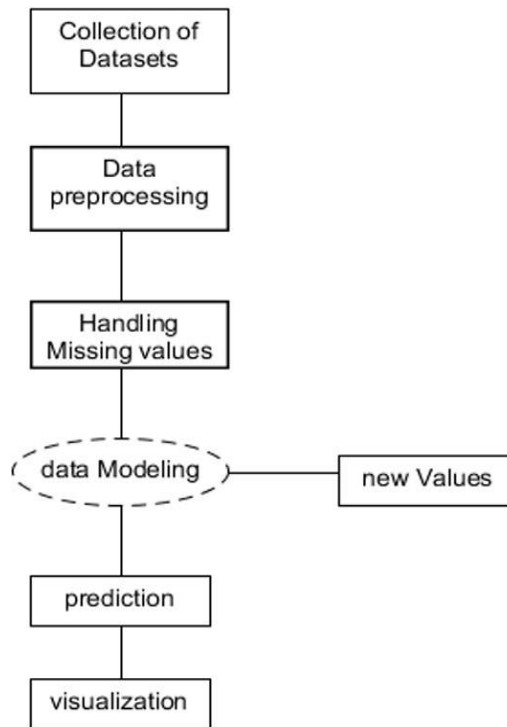 Collection of
Datasets
Data
preprocessing
Handling
Missing values
data Modeling
new Values
prediction
visualization